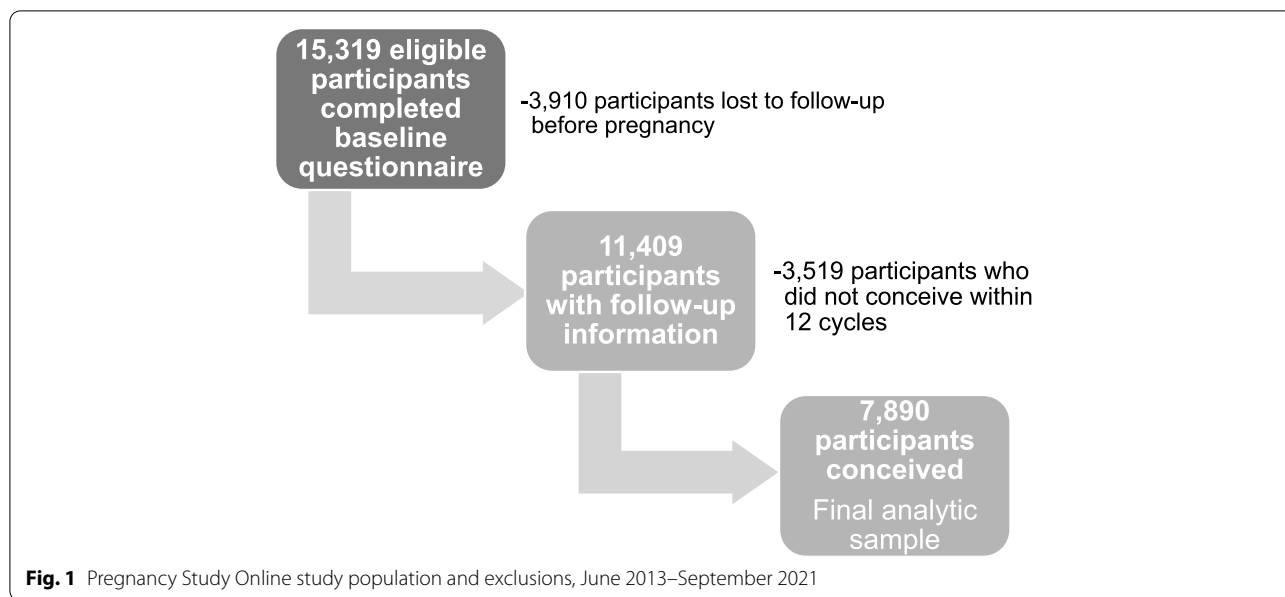 15,319 eligible
participants
completed
baseline
questionnaire
-3,910 participants lost to follow-up
before pregnancy
11,409
participants
with follow-up
information
-3,519 participants who
did not conceive within
12 cycles
7,890
participants
conceived
Final analytic
sample
Fig. 1 Pregnancy Study Online study population and exclusions, June 2013–September 2021